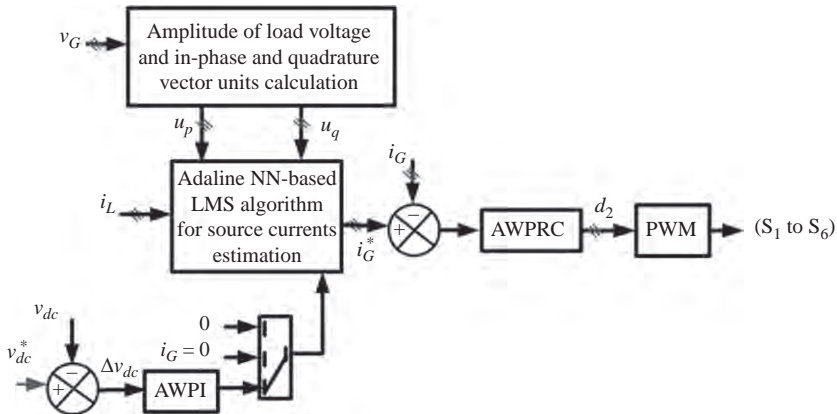 v_G
Amplitude of load voltage
and in-phase and quadrature
vector units calculation
u_p
u_q
i_G
i_L
Adaline NN-based
LMS algorithm
for source currents
estimation
i_G^*
−
+
AWPRC
d_2
PWM
(S_1 to S_6)
v_dc
0
v_dc^*
−
+
Δv_dc
i_G = 0
AWPI